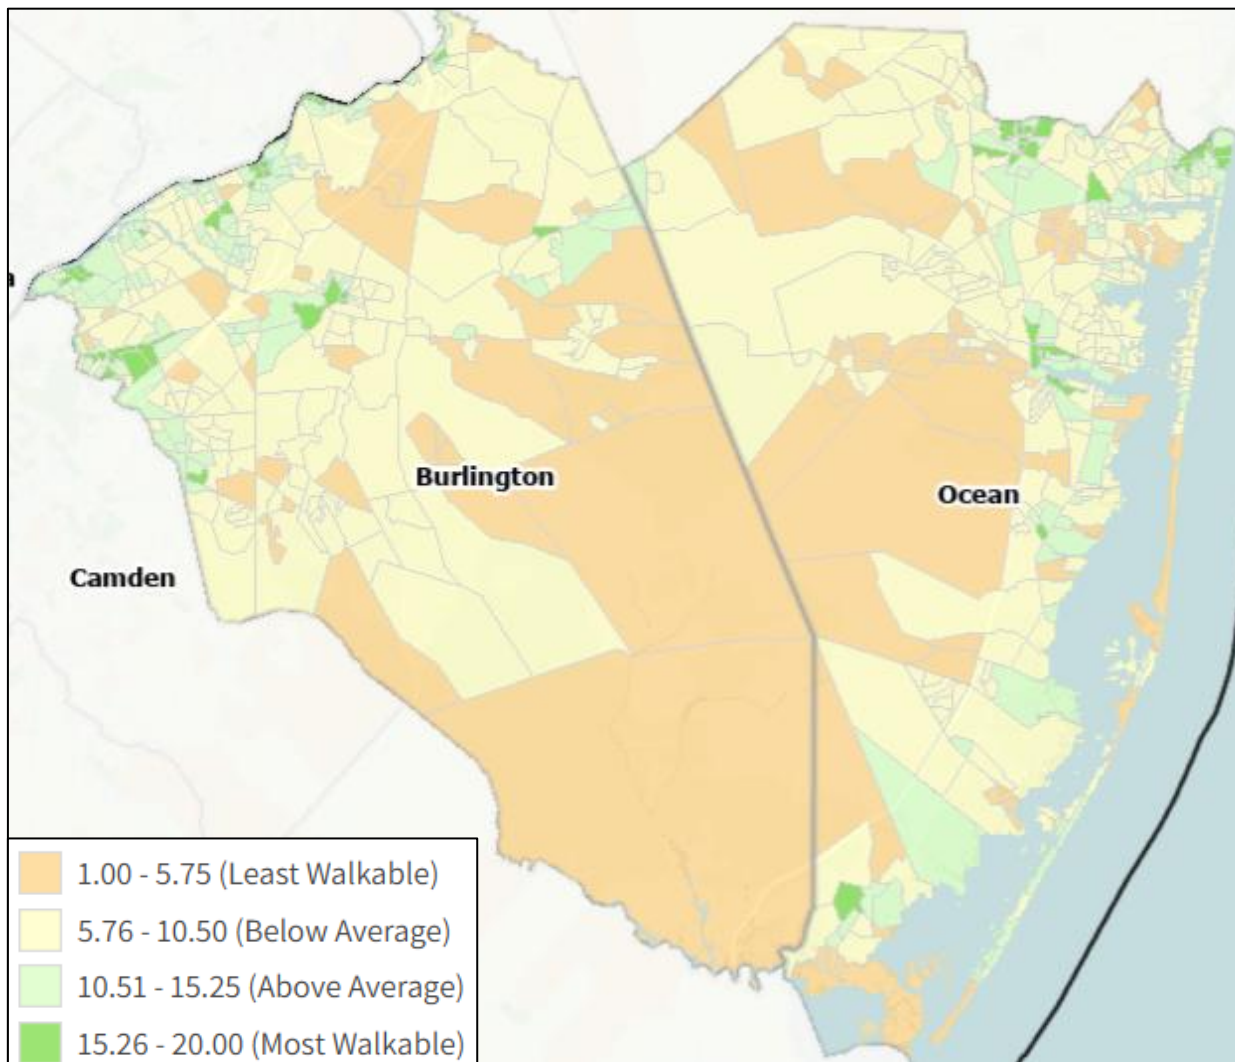 a
Burlington
Ocean
Camden
1.00 - 5.75 (Least Walkable)
5.76 - 10.50 (Below Average)
10.51 - 15.25 (Above Average)
15.26 - 20.00 (Most Walkable)